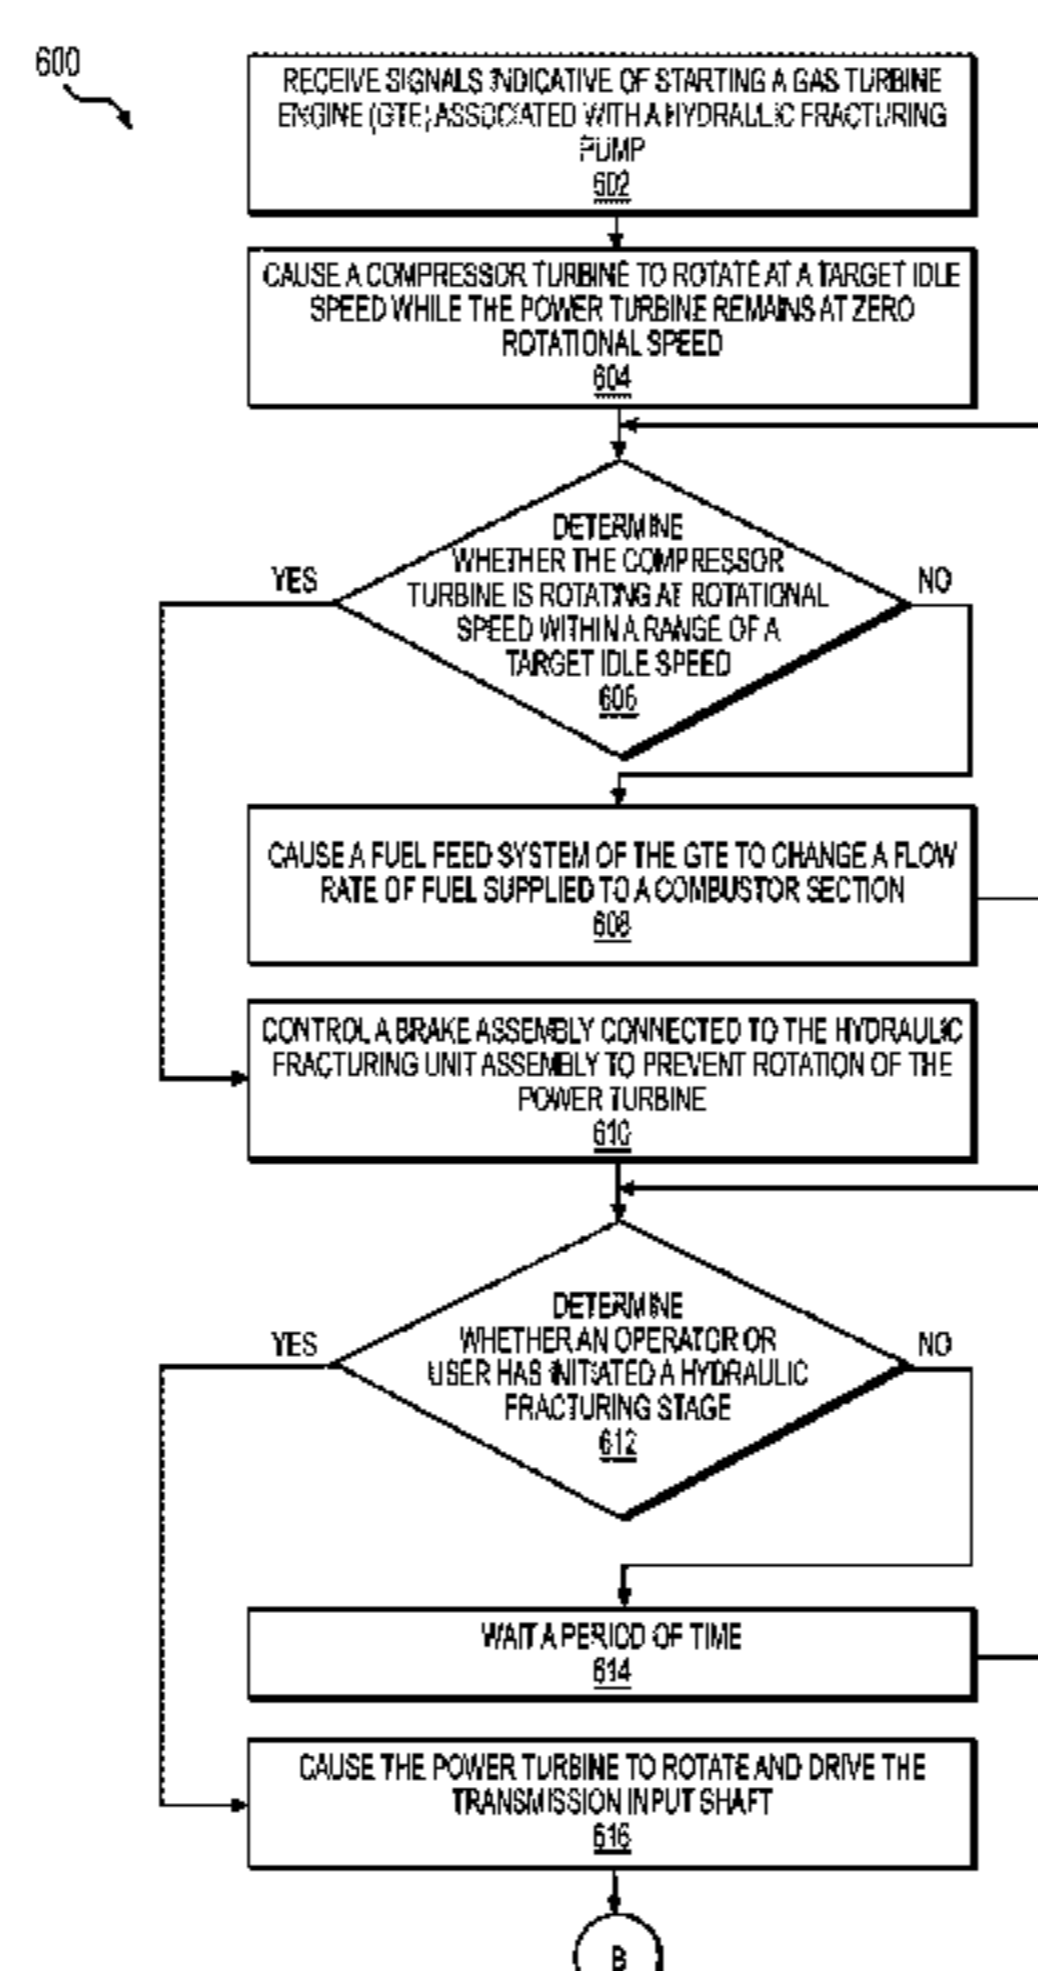 600
RECEIVE SIGNALS INDICATIVE OF STARTING A GAS TURBINE
ENGINE (GTE) ASSOCIATED WITH A HYDRAULIC FRACTURING
PUMP
602
CAUSE A COMPRESSOR TURBINE TO ROTATE AT A TARGET IDLE
SPEED WHILE THE POWER TURBINE REMAINS AT ZERO
ROTATIONAL SPEED
604
DETERMINE
WHETHER THE COMPRESSOR
TURBINE IS ROTATING AT ROTATIONAL
SPEED WITHIN A RANGE OF A
TARGET IDLE SPEED
606
YES
NO
CAUSE A FUEL FEED SYSTEM OF THE GTE TO CHANGE A FLOW
RATE OF FUEL SUPPLIED TO A COMBUSTOR SECTION
608
CONTROL A BRAKE ASSEMBLY CONNECTED TO THE HYDRAULIC
FRACTURING UNIT ASSEMBLY TO PREVENT ROTATION OF THE
POWER TURBINE
610
DETERMINE
WHETHER AN OPERATOR OR
USER HAS INITIATED A HYDRAULIC
FRACTURING STAGE
612
YES
NO
WAIT A PERIOD OF TIME
614
CAUSE THE POWER TURBINE TO ROTATE AND DRIVE THE
TRANSMISSION INPUT SHAFT
616
B